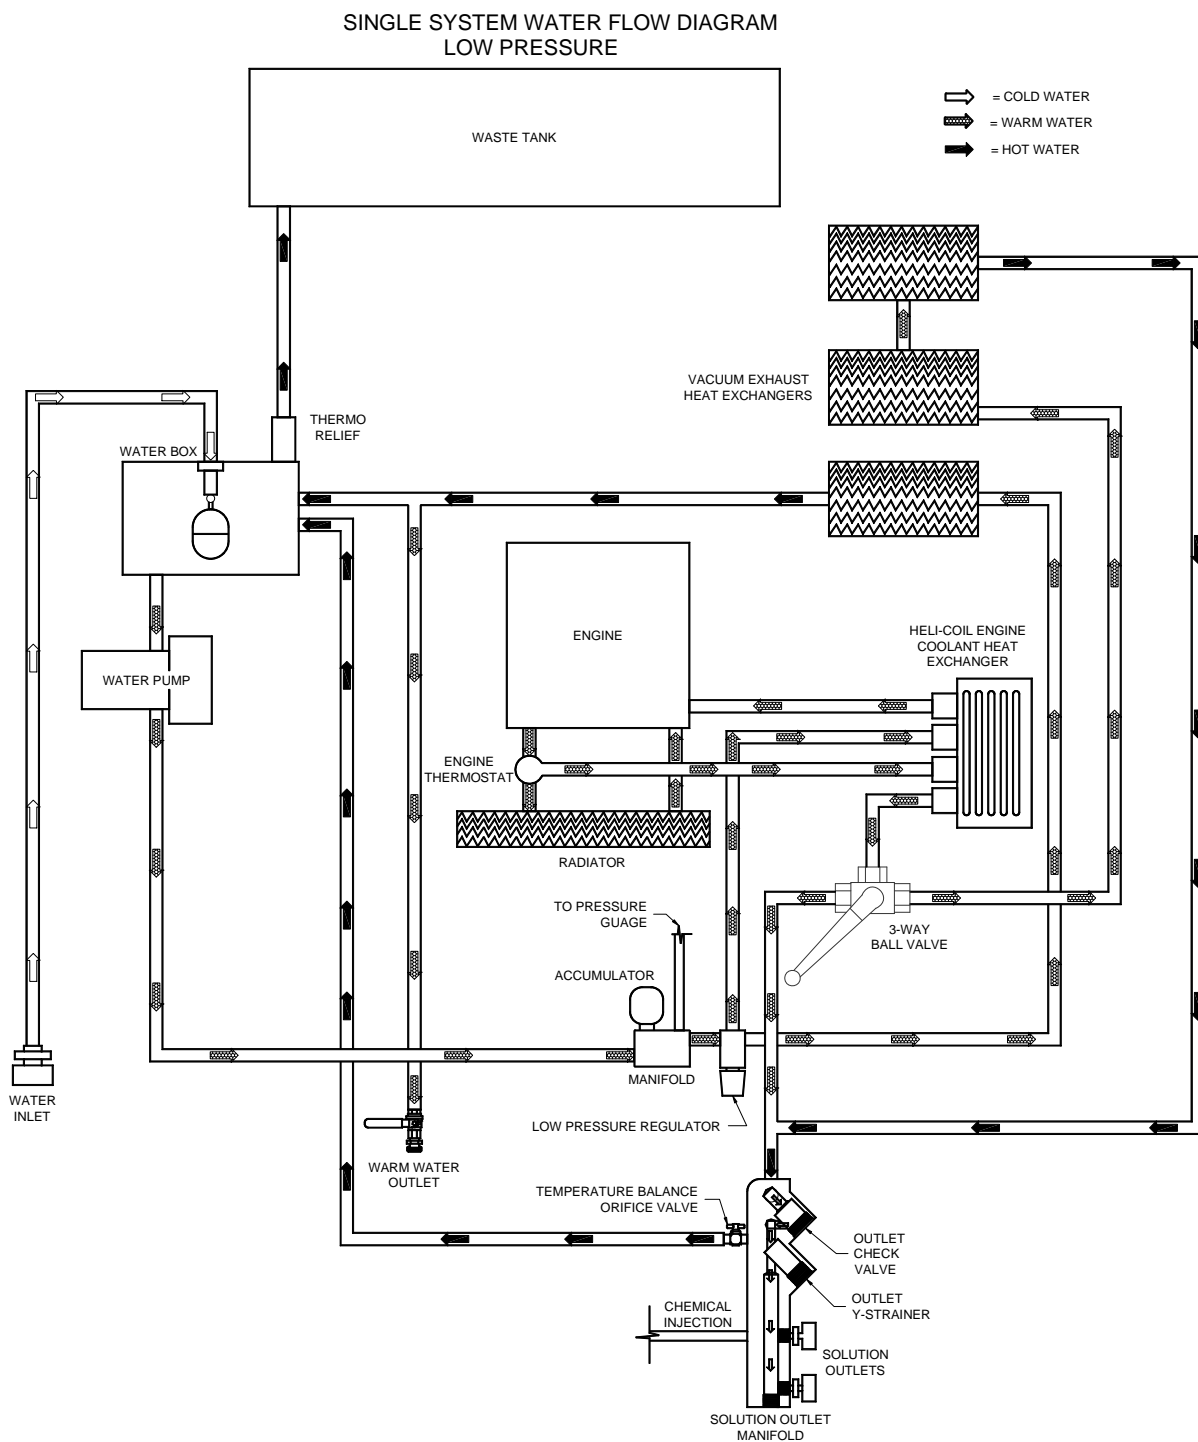 SINGLE SYSTEM WATER FLOW DIAGRAM
LOW PRESSURE
WASTE TANK
= COLD WATER
= WARM WATER
= HOT WATER
VACUUM EXHAUST
HEAT EXCHANGERS
THERMO
RELIEF
WATER BOX
ENGINE
HELI-COIL ENGINE
COOLANT HEAT
EXCHANGER
WATER PUMP
ENGINE
THERMOSTAT
RADIATOR
TO PRESSURE
GUAGE
3-WAY
BALL VALVE
ACCUMULATOR
MANIFOLD
WATER
INLET
LOW PRESSURE REGULATOR
WARM WATER
OUTLET
TEMPERATURE BALANCE
ORIFICE VALVE
OUTLET
CHECK
VALVE
OUTLET
Y-STRAINER
CHEMICAL
INJECTION
SOLUTION
OUTLETS
SOLUTION OUTLET
MANIFOLD